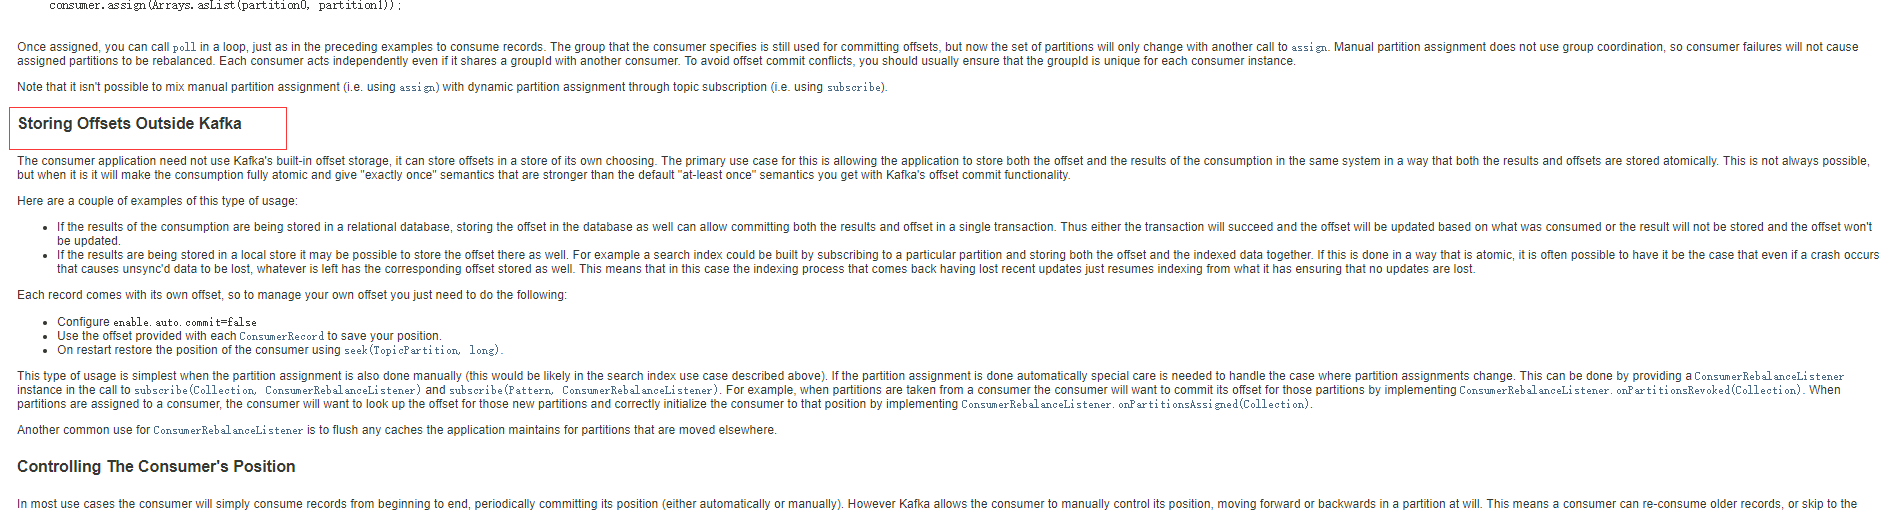 consumer.assign(Arrays.asList(partition0, partition1));
Once assigned, you can call poll in a loop, just as in the preceding examples to consume records. The group that the consumer specifies is still used for committing offsets, but now the set of partitions will only change with another call to assign. Manual partition assignment does not use group coordination, so consumer failures will not cause
assigned partitions to be rebalanced. Each consumer acts independently even if it shares a groupId with another consumer. To avoid offset commit conflicts, you should usually ensure that the groupId is unique for each consumer instance.
Note that it isn't possible to mix manual partition assignment (i.e. using assign) with dynamic partition assignment through topic subscription (i.e. using subscribe).
Storing Offsets Outside Kafka
The consumer application need not use Kafka's built-in offset storage, it can store offsets in a store of its own choosing. The primary use case for this is allowing the application to store both the offset and the results of the consumption in the same system in a way that both the results and offsets are stored atomically. This is not always possible,
but when it is it will make the consumption fully atomic and give "exactly once" semantics that are stronger than the default "at-least once" semantics you get with Kafka's offset commit functionality.
Here are a couple of examples of this type of usage:
• If the results of the consumption are being stored in a relational database, storing the offset in the database as well can allow committing both the results and offset in a single transaction. Thus either the transaction will succeed and the offset will be updated based on what was consumed or the result will not be stored and the offset won't
be updated.
• If the results are being stored in a local store it may be possible to store the offset there as well. For example a search index could be built by subscribing to a particular partition and storing both the offset and the indexed data together. If this is done in a way that is atomic, it is often possible to have it be the case that even if a crash occurs
that causes unsync'd data to be lost, whatever is left has the corresponding offset stored as well. This means that in this case the indexing process that comes back having lost recent updates just resumes indexing from what it has ensuring that no updates are lost.
Each record comes with its own offset, so to manage your own offset you just need to do the following:
• Configure enable.auto.commit=false
• Use the offset provided with each ConsumerRecord to save your position.
• On restart restore the position of the consumer using seek(TopicPartition, long).
This type of usage is simplest when the partition assignment is also done manually (this would be likely in the search index use case described above). If the partition assignment is done automatically special care is needed to handle the case where partition assignments change. This can be done by providing a ConsumerRebalanceListener
instance in the call to subscribe(Collection, ConsumerRebalanceListener) and subscribe(Pattern, ConsumerRebalanceListener). For example, when partitions are taken from a consumer the consumer will want to commit its offset for those partitions by implementing ConsumerRebalanceListener.onPartitionsRevoked(Collection). When
partitions are assigned to a consumer, the consumer will want to look up the offset for those new partitions and correctly initialize the consumer to that position by implementing ConsumerRebalanceListener.onPartitionsAssigned(Collection).
Another common use for ConsumerRebalanceListener is to flush any caches the application maintains for partitions that are moved elsewhere.
Controlling The Consumer's Position
In most use cases the consumer will simply consume records from beginning to end, periodically committing its position (either automatically or manually). However Kafka allows the consumer to manually control its position, moving forward or backwards in a partition at will. This means a consumer can re-consume older records, or skip to the